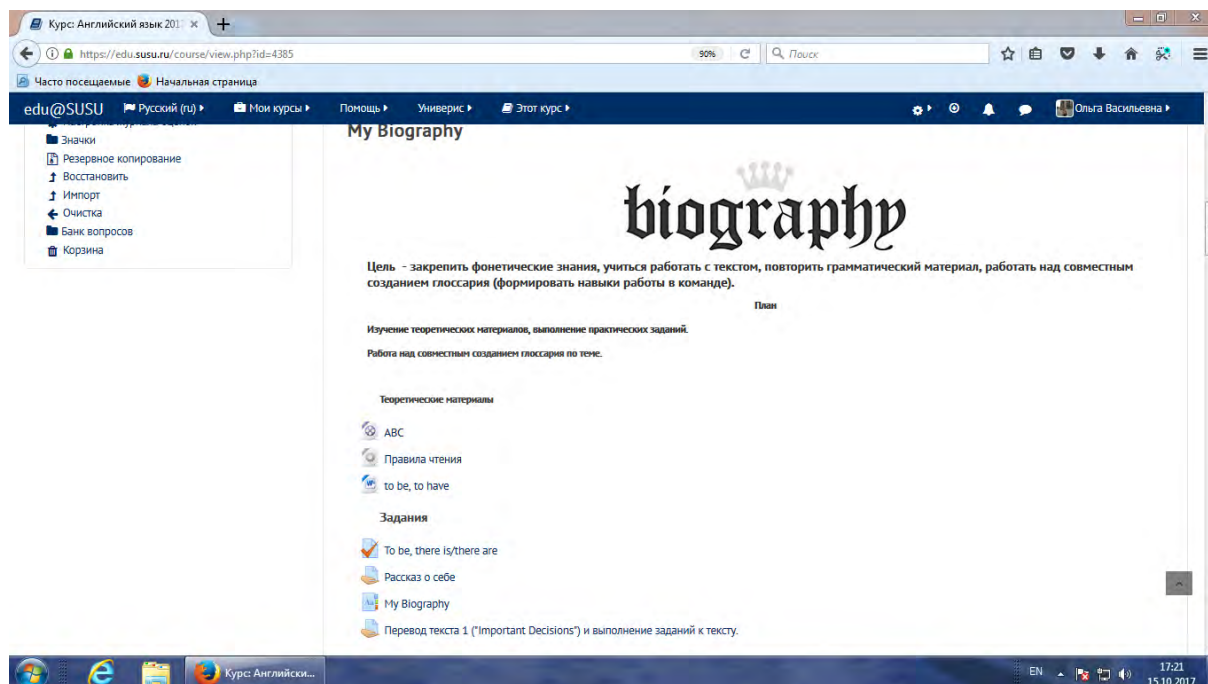 Курс: Английский язык 201
https://edu.susu.ru/course/view.php?id=4385
90%
Поиск
Часто посещаемые
Начальная страница
edu@SUSU
Русский (ru)
Мои курсы
Помощь
Универис
Этот курс
Ольга Васильевна
Значки
Резервное копирование
Восстановить
Импорт
Очистка
Банк вопросов
Корзина
My Biography
biography
Цель - закрепить фонетические знания, учиться работать с текстом, повторить грамматический материал, работать над совместным
созданием глоссария (формировать навыки работы в команде).
План
Изучение теоретических материалов, выполнение практических заданий.
Работа над совместным созданием глоссария по теме.
Теоретические материалы
ABC
Правила чтения
to be, to have
Задания
To be, there is/there are
Рассказ о себе
My Biography
Перевод текста 1 ("Important Decisions") и выполнение заданий к тексту.
Курс: Английски...
EN
17:21
15.10.2017